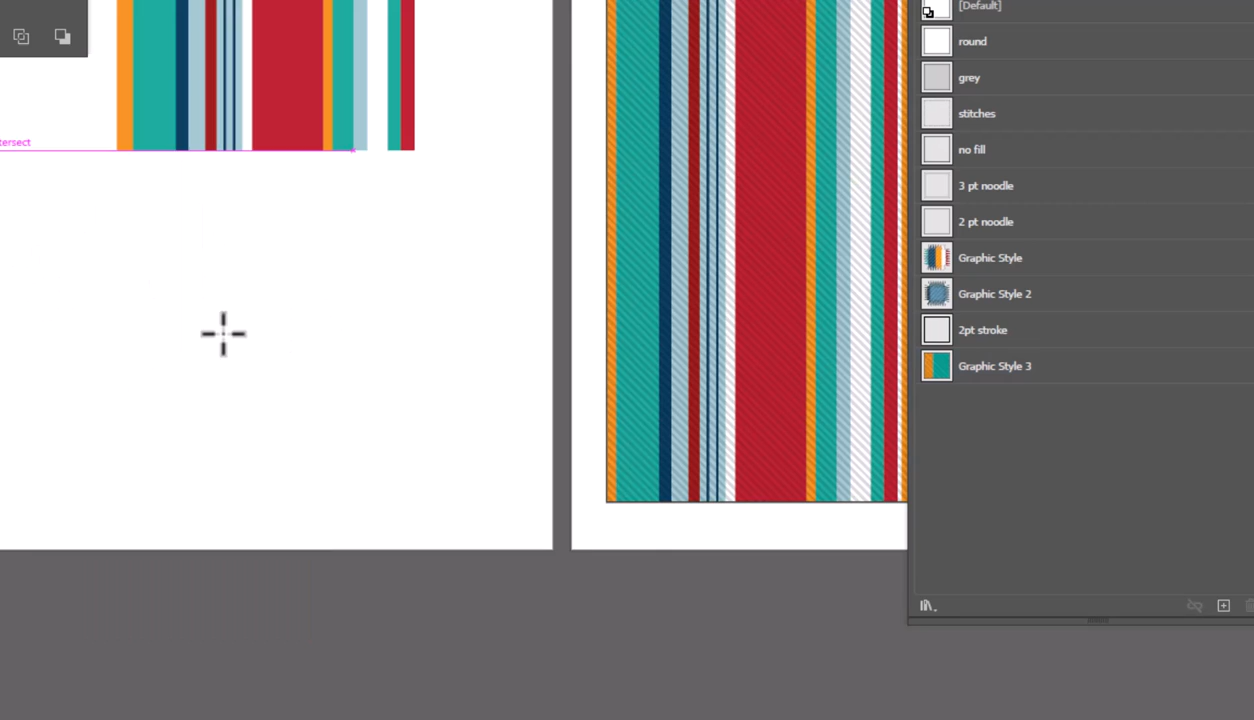 [Default]
round
grey
tersect
stitches
no fill
3 pt noodle
2 pt noodle
Graphic Style
Graphic Style 2
2pt stroke
Graphic Style 3